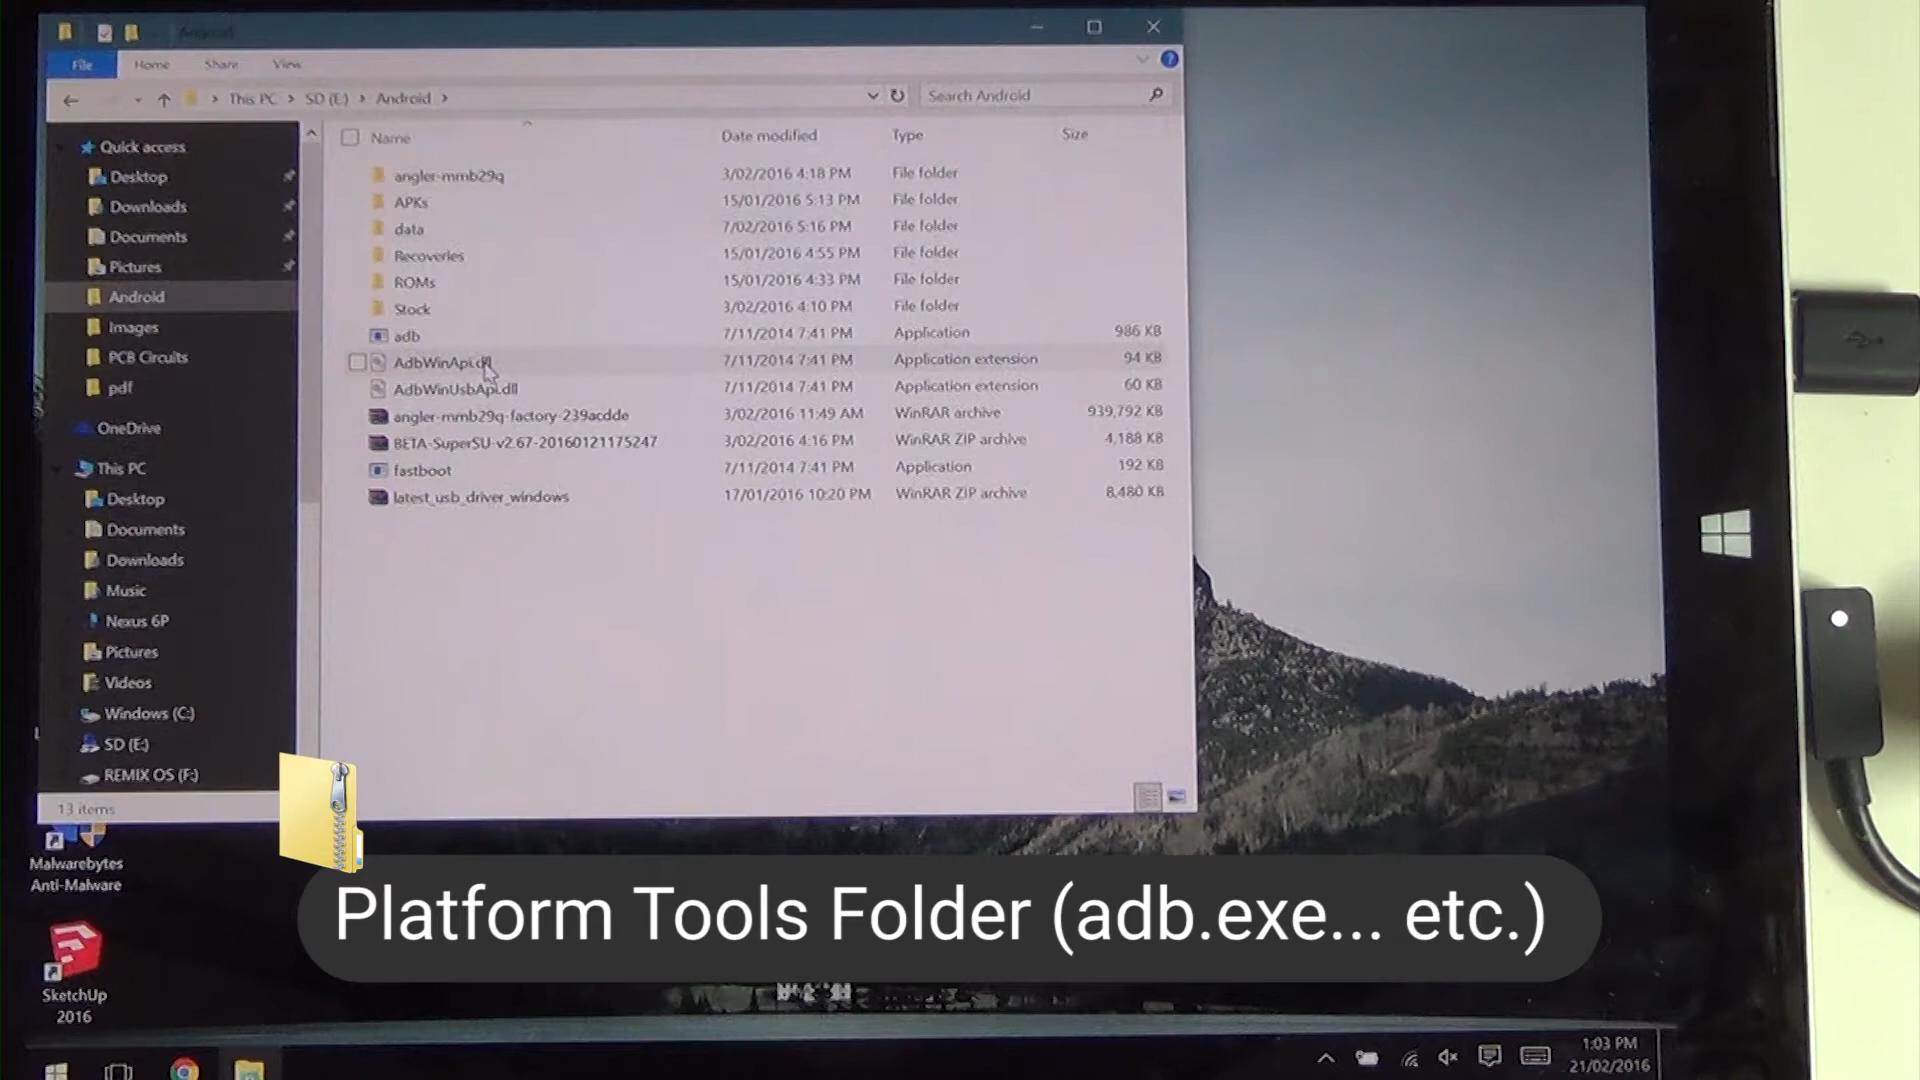 Android
File Home Share View
This PC > SD (E:) > Android >
Search Android
Name Date modified Type Size
angler-mmb29q 3/02/2016 4:18 PM File folder
APKs 15/01/2016 5:13 PM File folder
data 7/02/2016 5:16 PM File folder
Recoveries 15/01/2016 4:55 PM File folder
ROMs 15/01/2016 4:33 PM File folder
Stock 3/02/2016 4:10 PM File folder
adb 7/11/2014 7:41 PM Application 986 KB
AdbWinApi.dll 7/11/2014 7:41 PM Application extension 94 KB
AdbWinUsbApi.dll 7/11/2014 7:41 PM Application extension 60 KB
angler-mmb29q-factory-239acdde 3/02/2016 11:49 AM WinRAR archive 939,792 KB
BETA-SuperSU-v2.67-20160121175247 3/02/2016 4:16 PM WinRAR ZIP archive 4,188 KB
fastboot 7/11/2014 7:41 PM Application 192 KB
latest_usb_driver_windows 17/01/2016 10:20 PM WinRAR ZIP archive 8,480 KB
Quick access
Desktop
Downloads
Documents
Pictures
Android
Images
PCB Circuits
pdf
OneDrive
This PC
Desktop
Documents
Downloads
Music
Nexus 6P
Pictures
Videos
Windows (C:)
SD (E:)
REMIX OS (F:)
13 items
Malwarebytes
Anti-Malware
Platform Tools Folder (adb.exe... etc.)
SketchUp
2016
1:03 PM
21/02/2016